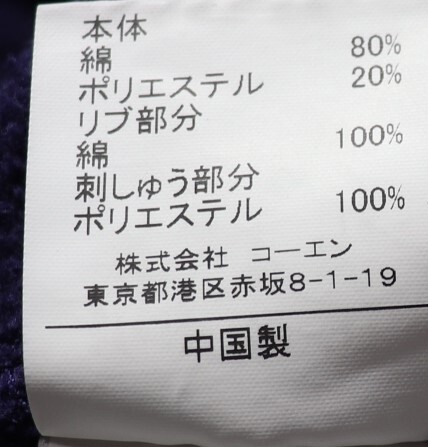 本体
綿 80%
ポリエステル 20%
リブ部分
綿 100%
刺しゅう部分
ポリエステル 100%
株式会社 コーエン
東京都港区赤坂8-1-19
中国製